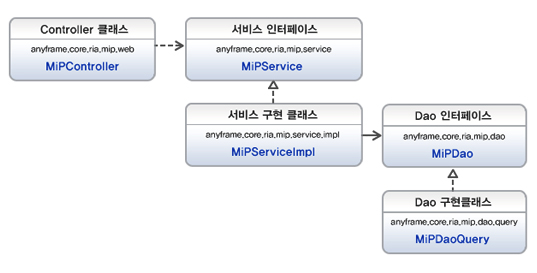 Controller 클래스
anyframe,core,ria,mip,web
MiPController
서비스 인터페이스
anyframe,core,ria,mip,service
MiPService
서비스 구현 클래스
anyframe,core,ria,mip,service,impl
MiPServiceImpl
Dao 인터페이스
anyframe,core,ria,mip,dao
MiPDao
Dao 구현클래스
anyframe,core,ria,mip,dao,query
MiPDaoQuery